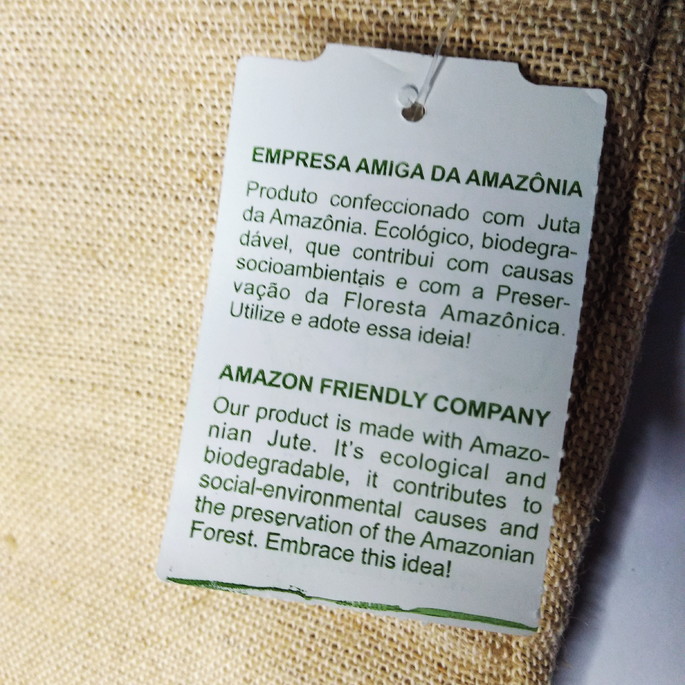 EMPRESA AMIGA DA AMAZÔNIA
Produto confeccionado com Juta
da Amazônia. Ecológico, biodegra-
dável, que contribui com causas
socioambientais e com a Preser-
vação da Floresta Amazônica.
Utilize e adote essa ideia!
AMAZON FRIENDLY COMPANY
Our product is made with Amazo-
nian Jute. It's ecological and
biodegradable, it contributes to
social-environmental causes and
the preservation of the Amazonian
Forest. Embrace this idea!